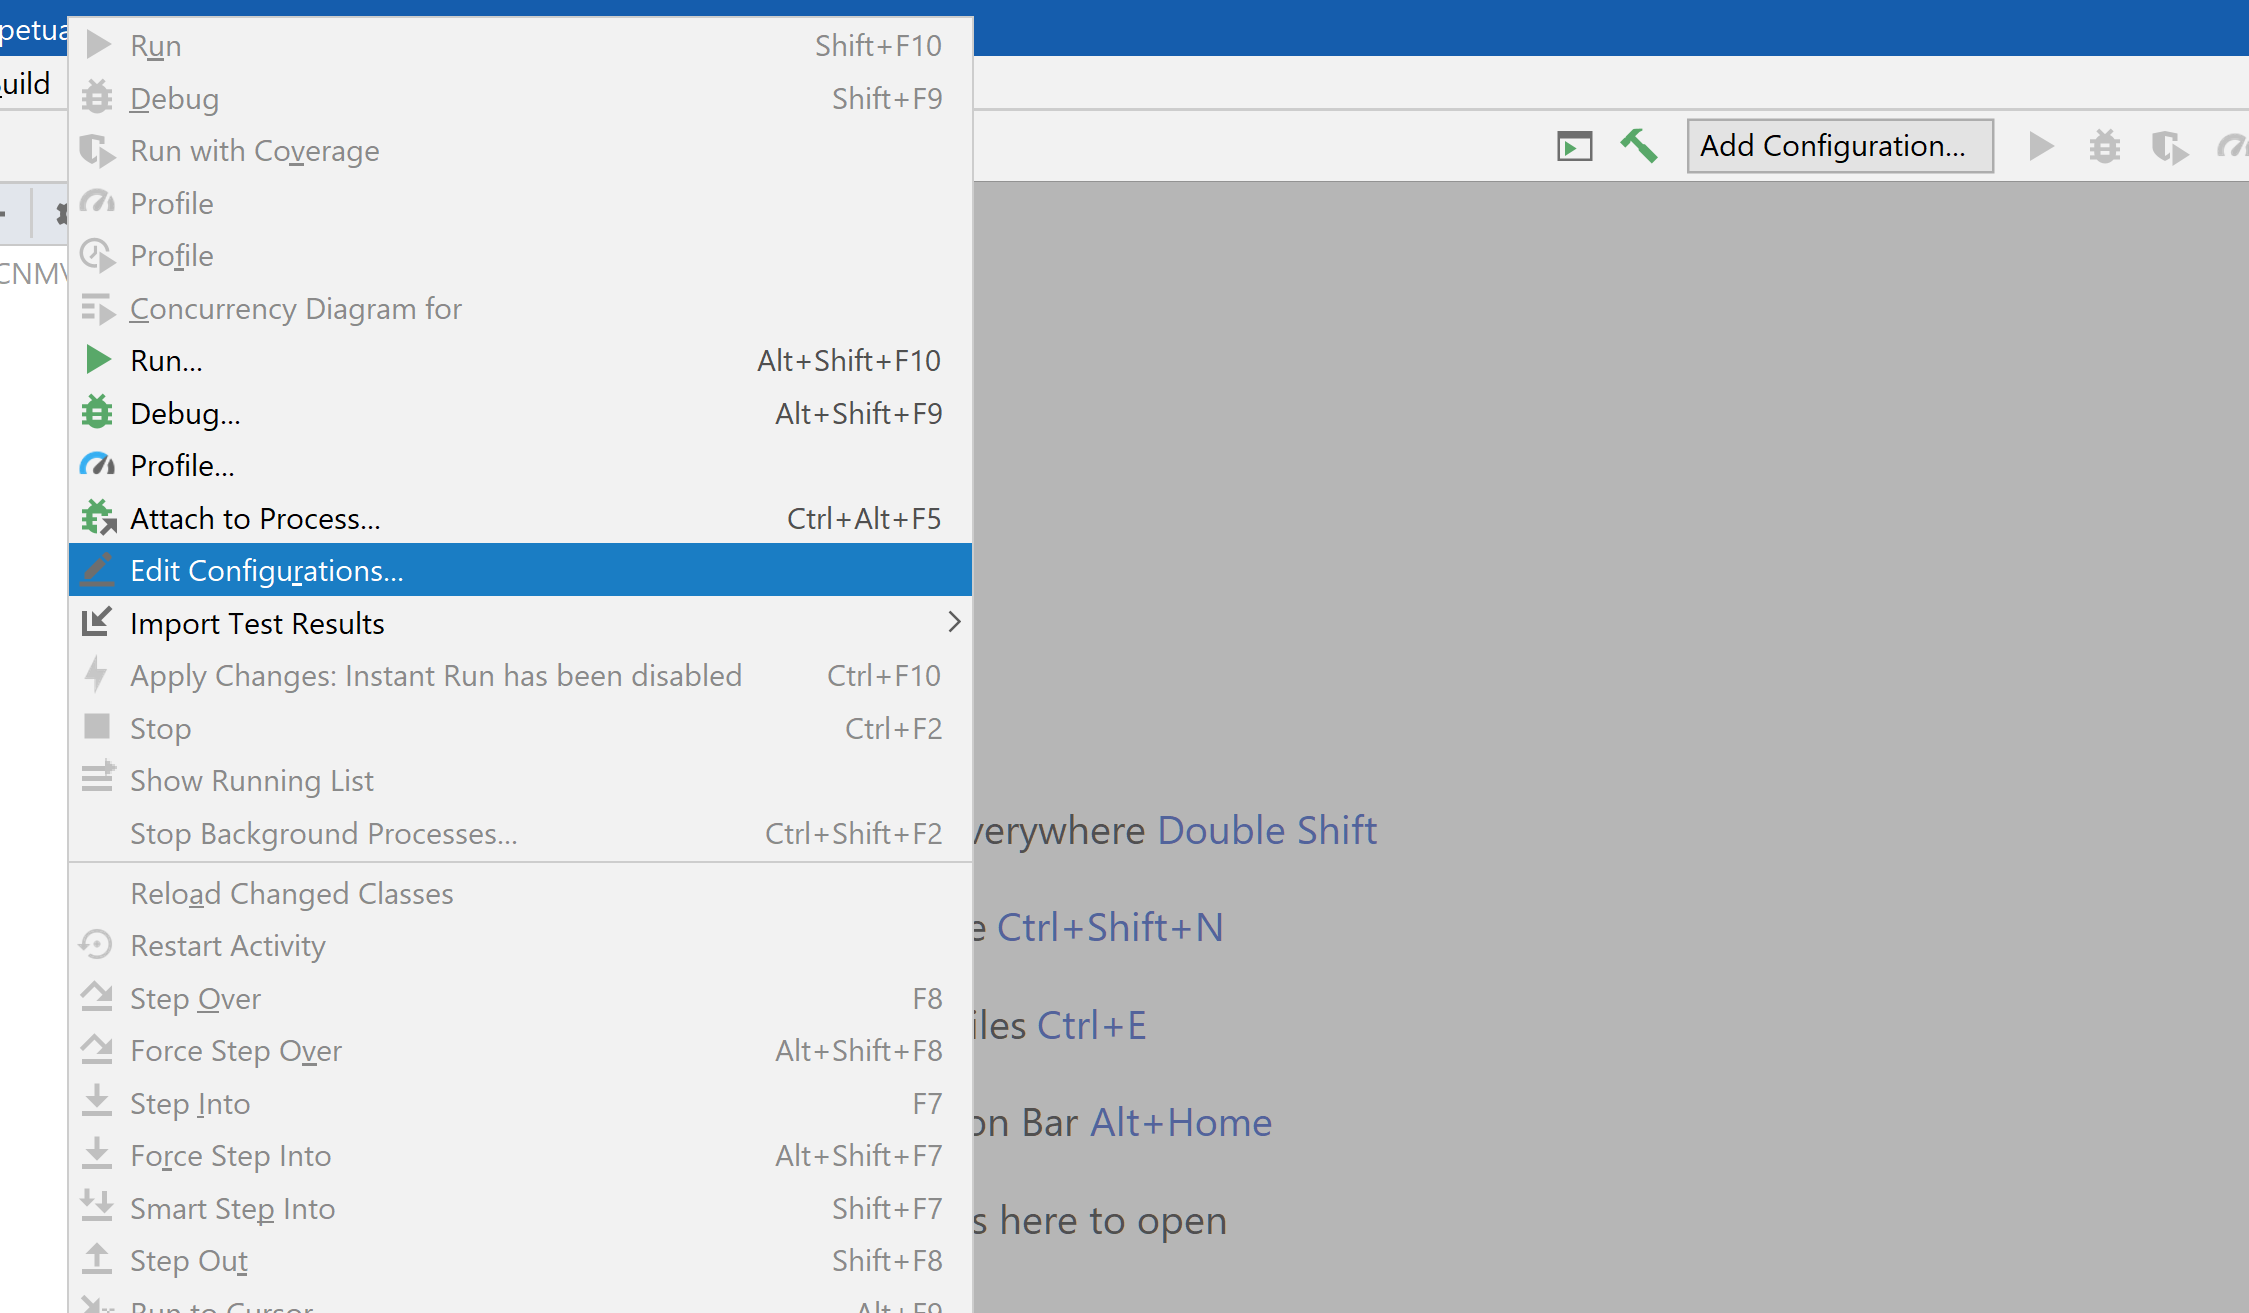 petua
uild
Run Shift+F10
Debug Shift+F9
Run with Coverage
Profile
Profile
Concurrency Diagram for
Run... Alt+Shift+F10
Debug... Alt+Shift+F9
Profile...
Attach to Process... Ctrl+Alt+F5
Edit Configurations...
Import Test Results
Apply Changes: Instant Run has been disabled Ctrl+F10
Stop Ctrl+F2
Show Running List
Stop Background Processes... Ctrl+Shift+F2
Reload Changed Classes
Restart Activity
Step Over F8
Force Step Over Alt+Shift+F8
Step Into F7
Force Step Into Alt+Shift+F7
Smart Step Into Shift+F7
Step Out Shift+F8
Run to Cursor Alt+F9
Add Configuration...
CNMV
verywhere Double Shift
e Ctrl+Shift+N
iles Ctrl+E
on Bar Alt+Home
s here to open